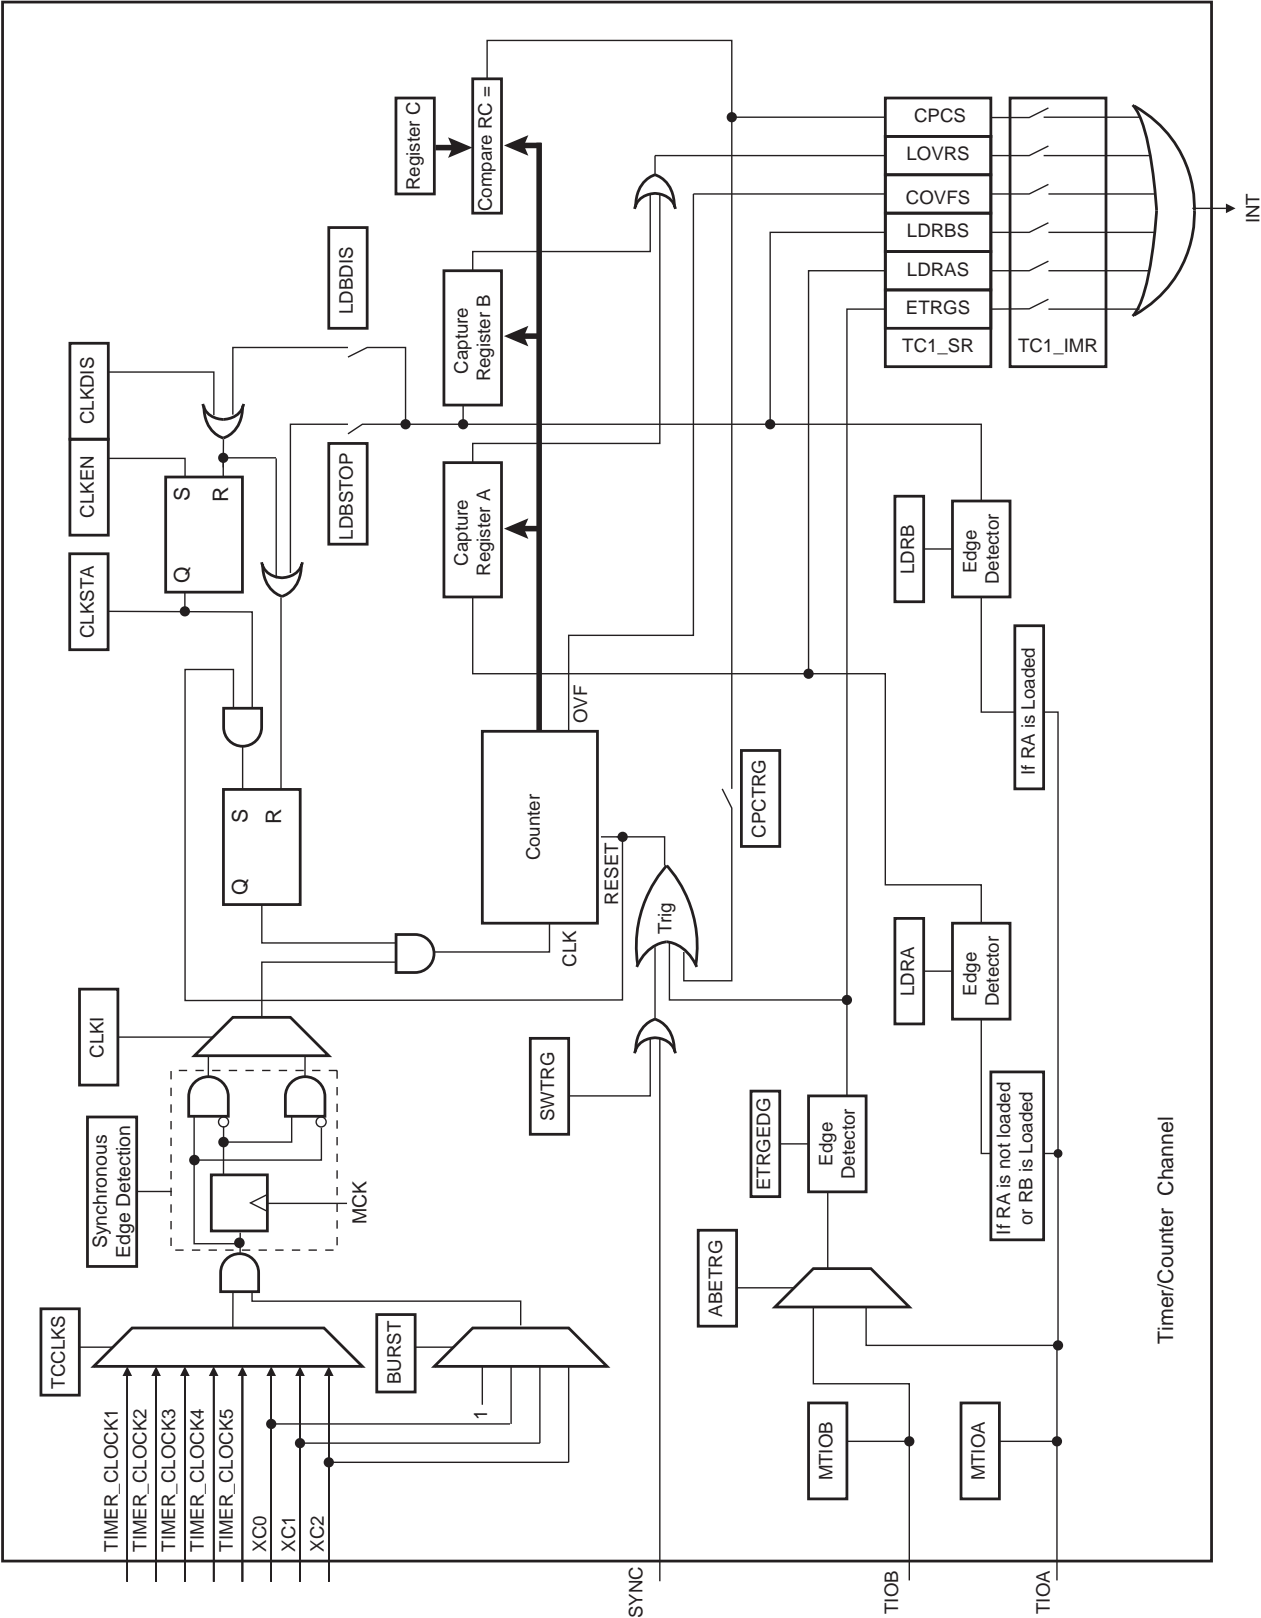 TCCLKS
TIMER_CLOCK1
TIMER_CLOCK2
TIMER_CLOCK3
TIMER_CLOCK4
TIMER_CLOCK5
XC0
XC1
XC2
BURST
1
Synchronous
Edge Detection
MCK
CLKI
CLKSTA
CLKEN
CLKDIS
Q
S
R
Q
S
R
LDBSTOP
LDBDIS
Register C
Compare RC =
Capture
Register A
Capture
Register B
Counter
CLK
RESET
OVF
Trig
SWTRG
CPCTRG
SYNC
ABETRG
ETRGEDG
Edge
Detector
MTIOB
TIOB
MTIOA
TIOA
LDRA
Edge
Detector
If RA is not loaded
or RB is Loaded
LDRB
Edge
Detector
If RA is Loaded
CPCS
LOVRS
COVFS
LDRBS
LDRAS
ETRGS
TC1_SR
TC1_IMR
INT
Timer/Counter Channel